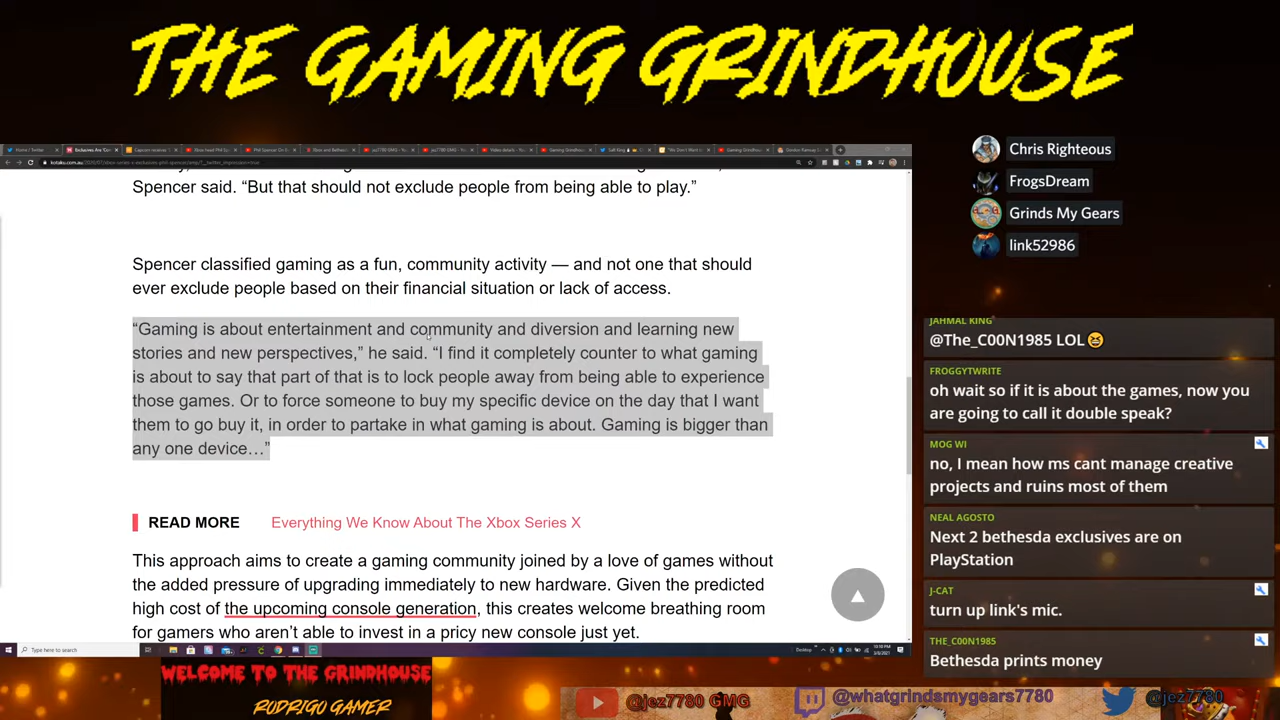 THE GAMING GRINDHOUSE
Home / Twitter
Spencer said. “But that should not exclude people from being able to play.”
Spencer classified gaming as a fun, community activity — and not one that should
ever exclude people based on their financial situation or lack of access.
“Gaming is about entertainment and community and diversion and learning new
stories and new perspectives,” he said. “I find it completely counter to what gaming
is about to say that part of that is to lock people away from being able to experience
those games. Or to force someone to buy my specific device on the day that I want
them to go buy it, in order to partake in what gaming is about. Gaming is bigger than
any one device…”
READ MORE Everything We Know About The Xbox Series X
This approach aims to create a gaming community joined by a love of games without
the added pressure of upgrading immediately to new hardware. Given the predicted
high cost of the upcoming console generation, this creates welcome breathing room
for gamers who aren’t able to invest in a pricy new console just yet.
Type here to search
Desktop
Chris Righteous
FrogsDream
Grinds My Gears
link52986
JAHMAL KING
@The_C00N1985 LOL
FROGGYTWRITE
oh wait so if it is about the games, now you
are going to call it double speak?
MOG WI
no, I mean how ms cant manage creative
projects and ruins most of them
NEAL AGOSTO
Next 2 bethesda exclusives are on
PlayStation
J-CAT
turn up link's mic.
THE_C00N1985
Bethesda prints money
WELCOME TO THE GRINDHOUSE
RODRIGO GAMER
@jez7780 GMG
@whatgrindsmygears7780
@jez7780